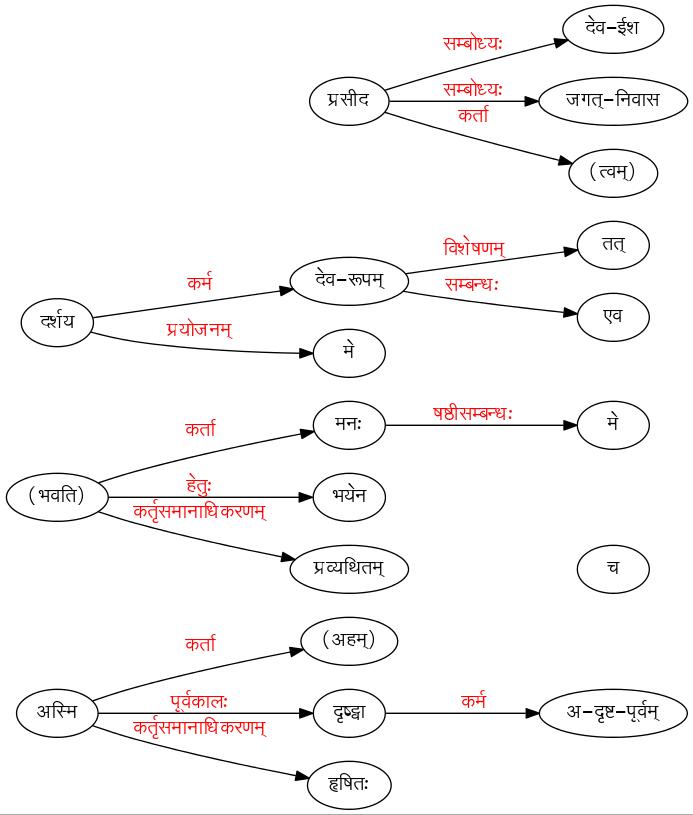 सम्बोध्यः
देव-ईश
प्रसीद
सम्बोध्यः
जगत्-निवास
कर्ता
(त्वम्)
विशेषणम्
तत्
कर्म
देव-रूपम्
सम्बन्धः
एव
दर्शय
प्रयोजनम्
मे
कर्ता
मनः
षष्ठीसम्बन्धः
मे
(भवति)
हेतुः
भयेन
कर्तृसमानाधिकरणम्
प्रव्यथितम्
च
कर्ता
(अहम्)
अस्मि
पूर्वकालः
दृष्ट्वा
कर्म
अ-दृष्ट-पूर्वम्
कर्तृसमानाधिकरणम्
हृषितः